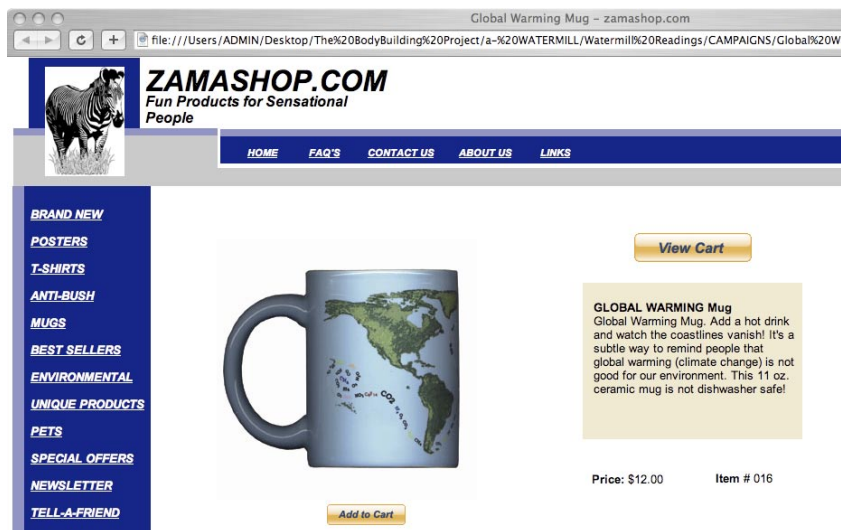 Global Warming Mug – zamashop.com
file:///Users/ADMIN/Desktop/The%20BodyBuilding%20Project/a-%20WATERMILL/Watermill%20Readings/CAMPAIGNS/Global%20W
ZAMASHOP.COM
Fun Products for Sensational
People
HOME FAQ'S CONTACT US ABOUT US LINKS
BRAND NEW
POSTERS
T-SHIRTS
ANTI-BUSH
MUGS
BEST SELLERS
ENVIRONMENTAL
UNIQUE PRODUCTS
PETS
SPECIAL OFFERS
NEWSLETTER
TELL-A-FRIEND
CO2
Add to Cart
View Cart
GLOBAL WARMING Mug
Global Warming Mug. Add a hot drink
and watch the coastlines vanish! It's a
subtle way to remind people that
global warming (climate change) is not
good for our environment. This 11 oz.
ceramic mug is not dishwasher safe!
Price: $12.00 Item # 016